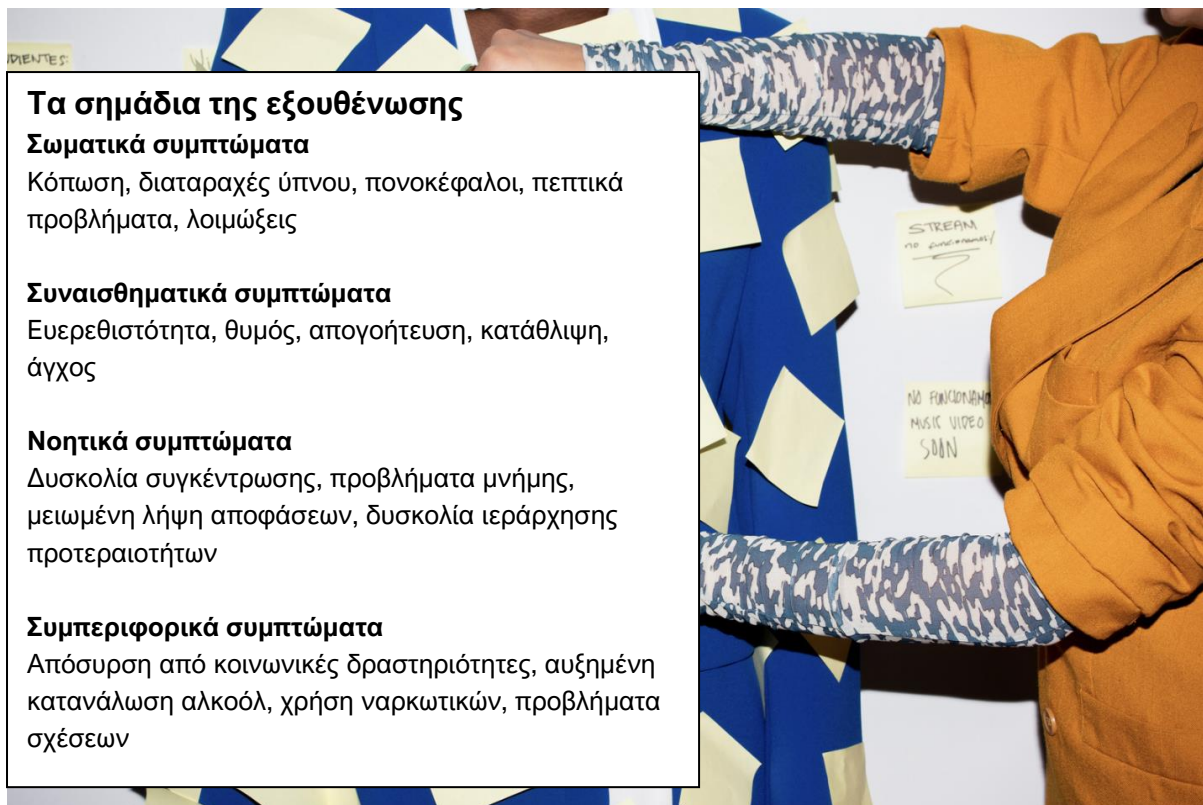 Τα σημάδια της εξουθένωσης
Σωματικά συμπτώματα
Κόπωση, διαταραχές ύπνου, πονοκέφαλοι, πεπτικά
προβλήματα, λοιμώξεις
Συναισθηματικά συμπτώματα
Ευερεθιστότητα, θυμός, απογοήτευση, κατάθλιψη,
άγχος
Νοητικά συμπτώματα
Δυσκολία συγκέντρωσης, προβλήματα μνήμης,
μειωμένη λήψη αποφάσεων, δυσκολία ιεράρχησης
προτεραιοτήτων
Συμπεριφορικά συμπτώματα
Απόσυρση από κοινωνικές δραστηριότητες, αυξημένη
κατανάλωση αλκοόλ, χρήση ναρκωτικών, προβλήματα
σχέσεων
STREAM
no
NO
MUSIC VIDEO
SOON